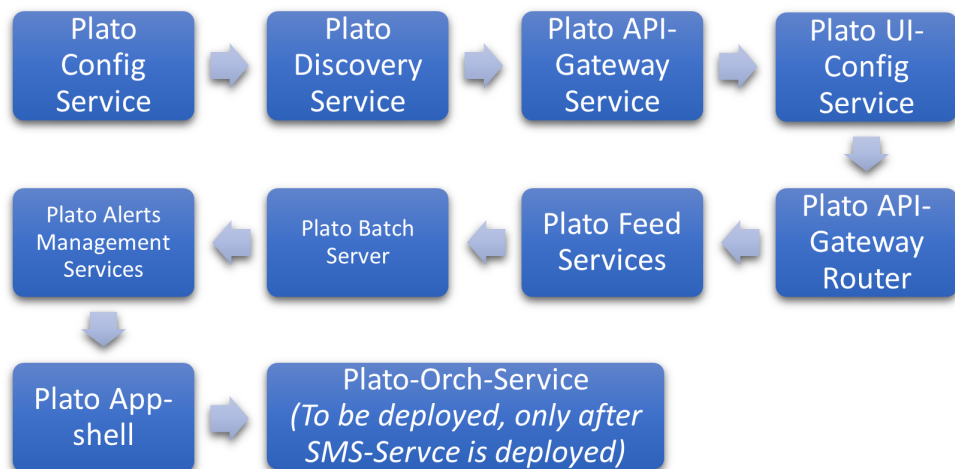 Plato
Config
Service
Plato
Discovery
Service
Plato API-
Gateway
Service
Plato UI-
Config
Service
Plato API-
Gateway
Router
Plato Feed
Services
Plato Batch
Server
Plato Alerts
Management
Services
Plato App-
shell
Plato-Orch-Service
(To be deployed, only after
SMS-Servce is deployed)